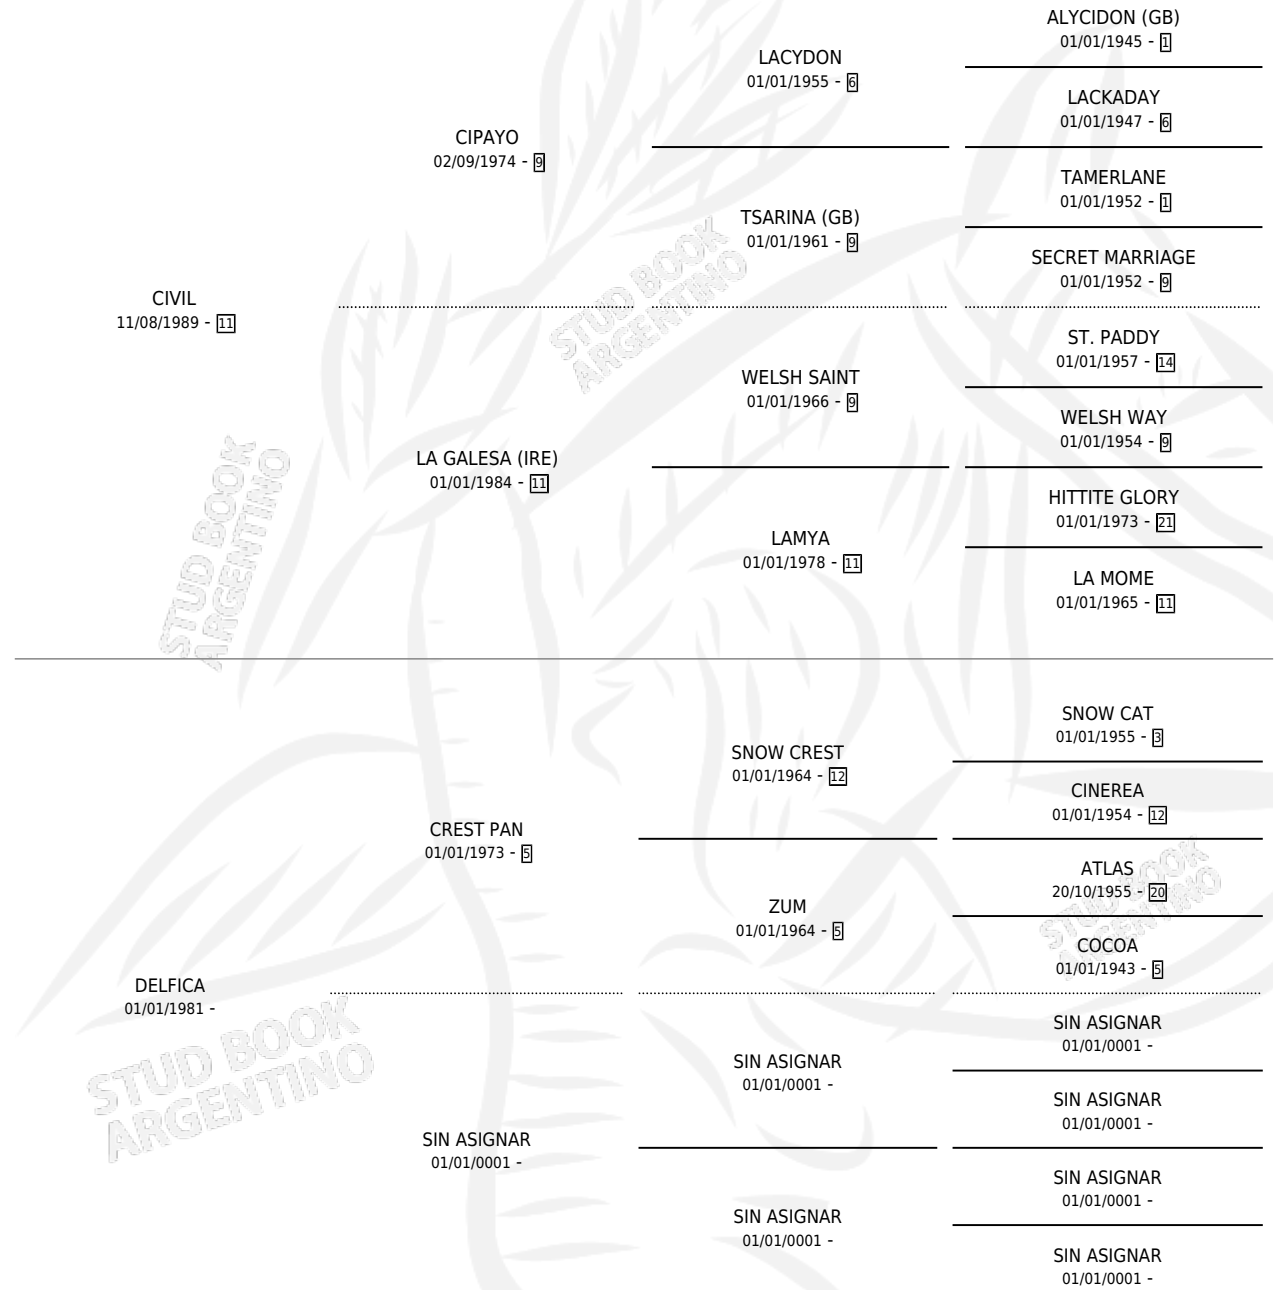 ALYCIDON (GB)
01/01/1945 - 1
LACYDON
01/01/1955 - 6
LACKADAY
01/01/1947 - 6
CIPAYO
02/09/1974 - 9
TAMERLANE
01/01/1952 - 1
TSARINA (GB)
01/01/1961 - 9
SECRET MARRIAGE
01/01/1952 - 9
CIVIL
11/08/1989 - 11
STUD BOOK
ARGENTINO
ST. PADDY
01/01/1957 - 14
WELSH SAINT
01/01/1966 - 9
WELSH WAY
01/01/1954 - 9
LA GALESA (IRE)
01/01/1984 - 11
HITTITE GLORY
01/01/1973 - 21
LAMYA
01/01/1978 - 11
LA MOME
01/01/1965 - 11
STUD BOOK
ARGENTINO
SNOW CAT
01/01/1955 - 3
SNOW CREST
01/01/1964 - 12
CINEREA
01/01/1954 - 12
CREST PAN
01/01/1973 - 5
ATLAS
20/10/1955 - 20
ZUM
01/01/1964 - 5
STUD BOOK
ARGENTINO
COCOA
01/01/1943 - 5
DELFICA
01/01/1981 -
SIN ASIGNAR
01/01/0001 -
SIN ASIGNAR
01/01/0001 -
SIN ASIGNAR
01/01/0001 -
STUD BOOK
ARGENTINO
SIN ASIGNAR
01/01/0001 -
SIN ASIGNAR
01/01/0001 -
SIN ASIGNAR
01/01/0001 -
SIN ASIGNAR
01/01/0001 -